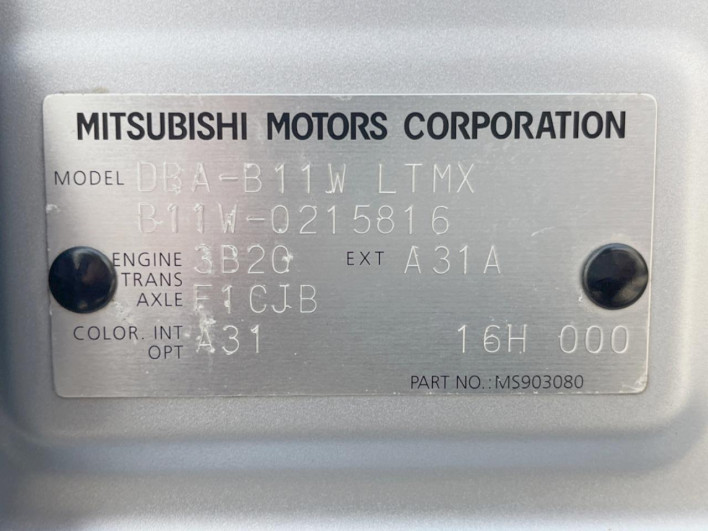 MITSUBISHI MOTORS CORPORATION
MODEL DBA-B11W LTMX
B11W-0215816
ENGINE 3B20 EXT A31A
TRANS
AXLE F1CJB
COLOR. INT A31 16H 000
OPT
PART NO.:MS903080